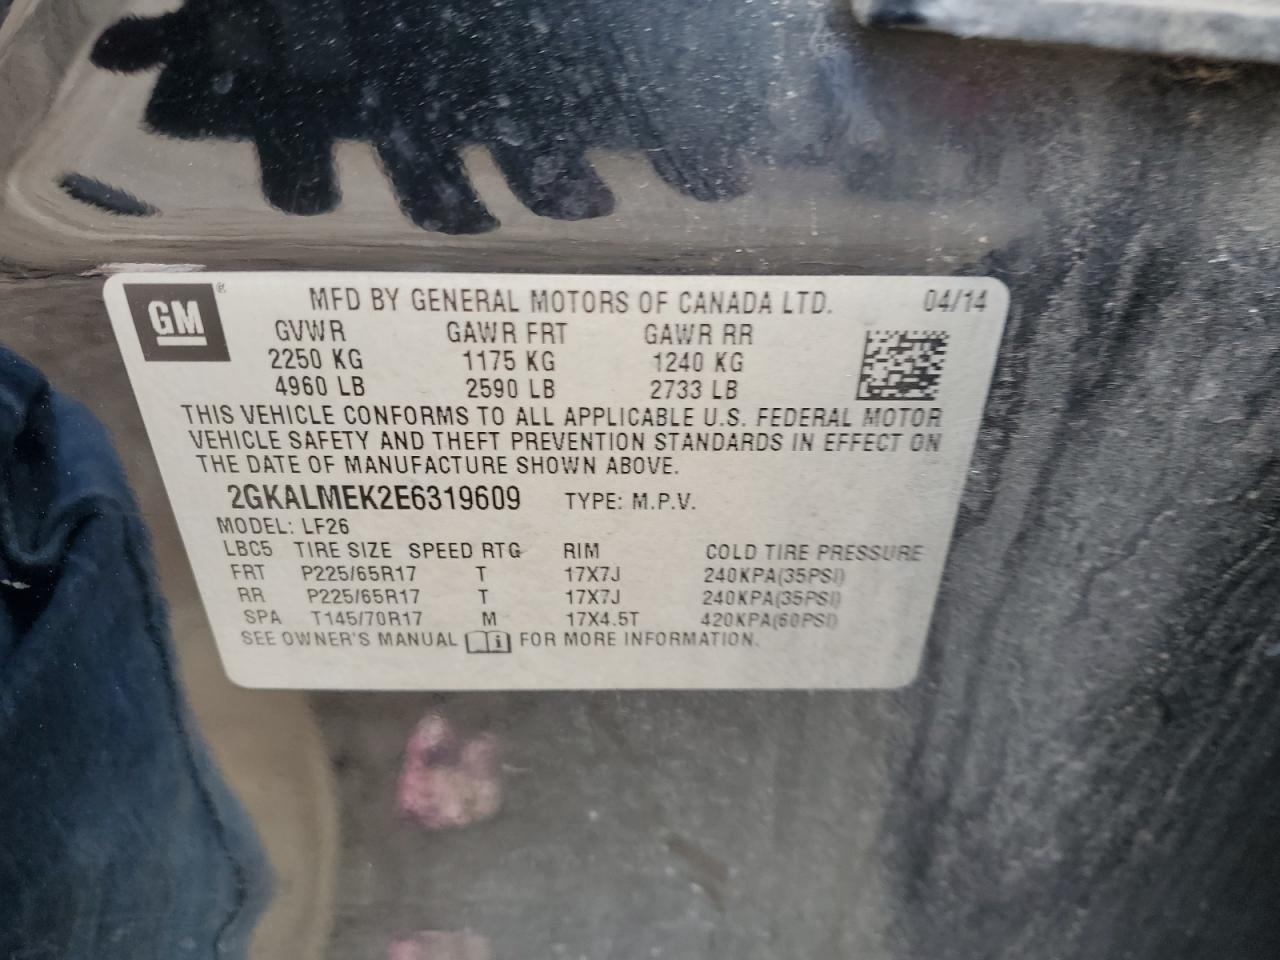 GM®
MFD BY GENERAL MOTORS OF CANADA LTD. 04/14
GVWR GAWR FRT GAWR RR
2250 KG 1175 KG 1240 KG
4960 LB 2590 LB 2733 LB
THIS VEHICLE CONFORMS TO ALL APPLICABLE U.S. FEDERAL MOTOR
VEHICLE SAFETY AND THEFT PREVENTION STANDARDS IN EFFECT ON
THE DATE OF MANUFACTURE SHOWN ABOVE.
2GKALMEK2E6319609 TYPE: M.P.V.
MODEL: LF26
LBC5 TIRE SIZE SPEED RTG RIM COLD TIRE PRESSURE
FRT P225/65R17 T 17X7J 240KPA(35PSI)
RR P225/65R17 T 17X7J 240KPA(35PSI)
SPA T145/70R17 M 17X4.5T 420KPA(60PSI)
SEE OWNER'S MANUAL FOR MORE INFORMATION.